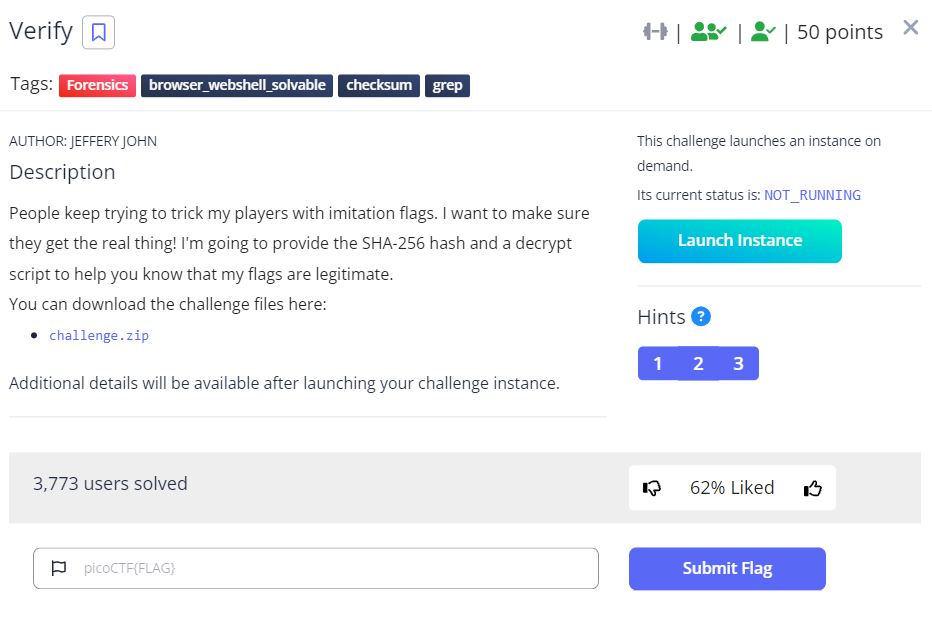 Verify
50 points
Tags: Forensics browser_webshell_solvable checksum grep
AUTHOR: JEFFERY JOHN
Description
People keep trying to trick my players with imitation flags. I want to make sure
they get the real thing! I'm going to provide the SHA-256 hash and a decrypt
script to help you know that my flags are legitimate.
You can download the challenge files here:
challenge.zip
Additional details will be available after launching your challenge instance.
This challenge launches an instance on
demand.
Its current status is: NOT_RUNNING
Launch Instance
Hints ?
1 2 3
3,773 users solved
62% Liked
picoCTF{FLAG}
Submit Flag